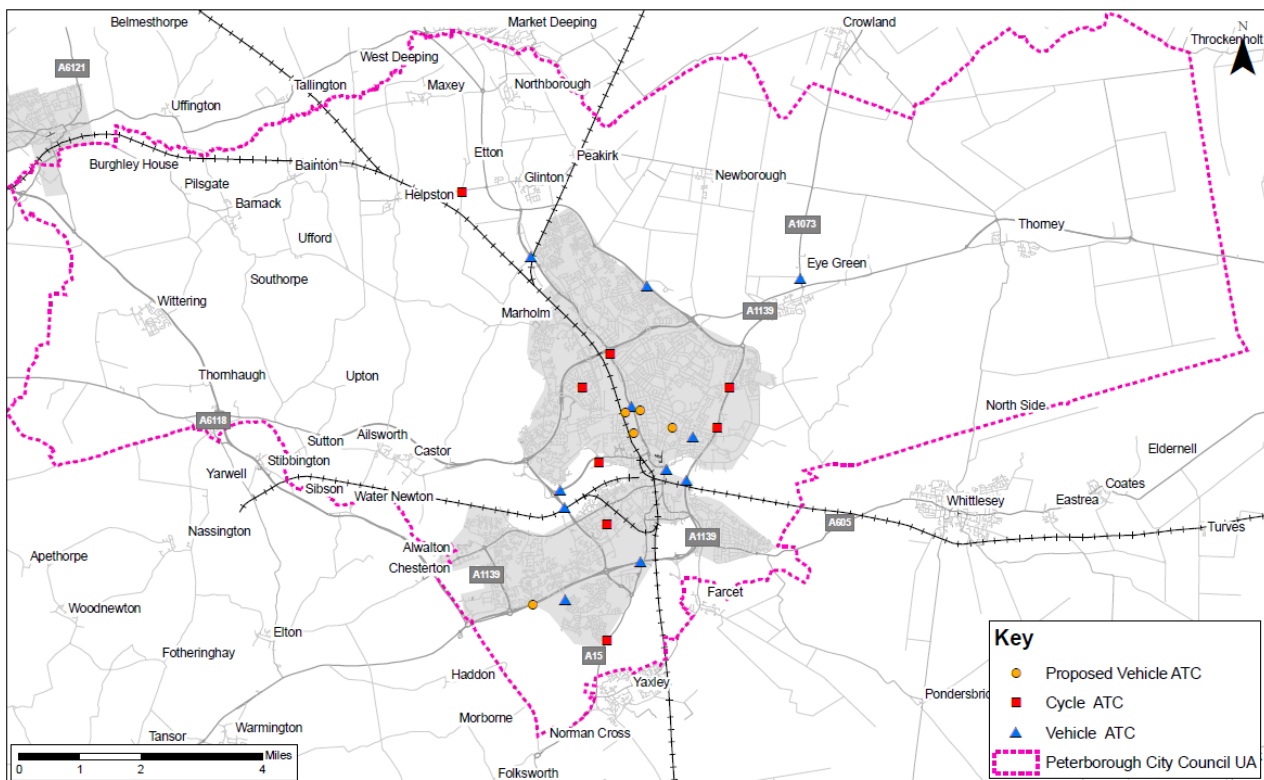 Belmesthorpe
Market Deeping
Crowland
N
Throckenholt
West Deeping
A6121
Tallington
Maxey
Northborough
Uffington
Etton
Peakirk
Burghley House
Bainton
Glinton
Newborough
Pilsgate
Helpston
Barnack
A1073
Thorney
Ufford
Eye Green
Southorpe
Wittering
Marholm
A1139
Thornhaugh
Upton
North Side
A6118
Sutton
Ailsworth
Castor
Eldernell
Yarwell
Stibbington
Sibson
Water Newton
Whittlesey
Eastrea
Coates
Nassington
A605
Turves
Alwalton
A1139
Apethorpe
Chesterton
A1139
Woodnewton
Farcet
Elton
Fotheringhay
A15
Haddon
Yaxley
Pondersbrid
Morborne
Warmington
Tansor
Norman Cross
Folksworth
Key
Proposed Vehicle ATC
Cycle ATC
Vehicle ATC
Peterborough City Council UA
Miles
0 1 2 4